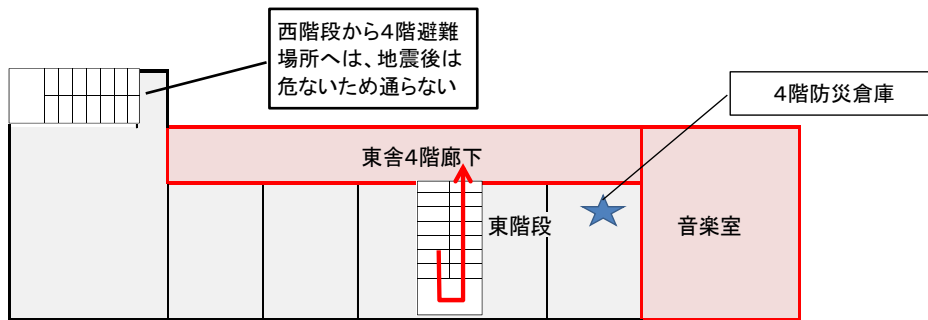 西階段から4階避難
場所へは、地震後は
危ないため通らない
4階防災倉庫
東舎4階廊下
東階段
音楽室